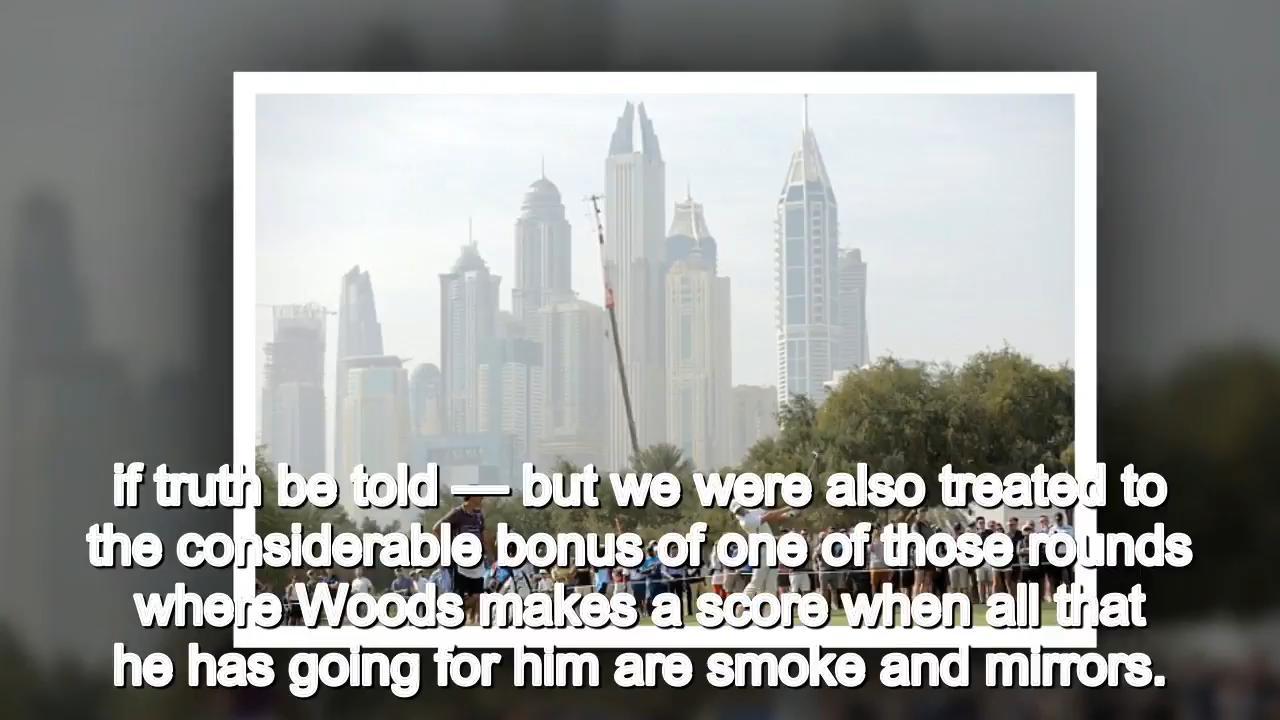 if truth be told — but we were also treated to
the considerable bonus of one of those rounds
where Woods makes a score when all that
he has going for him are smoke and mirrors.